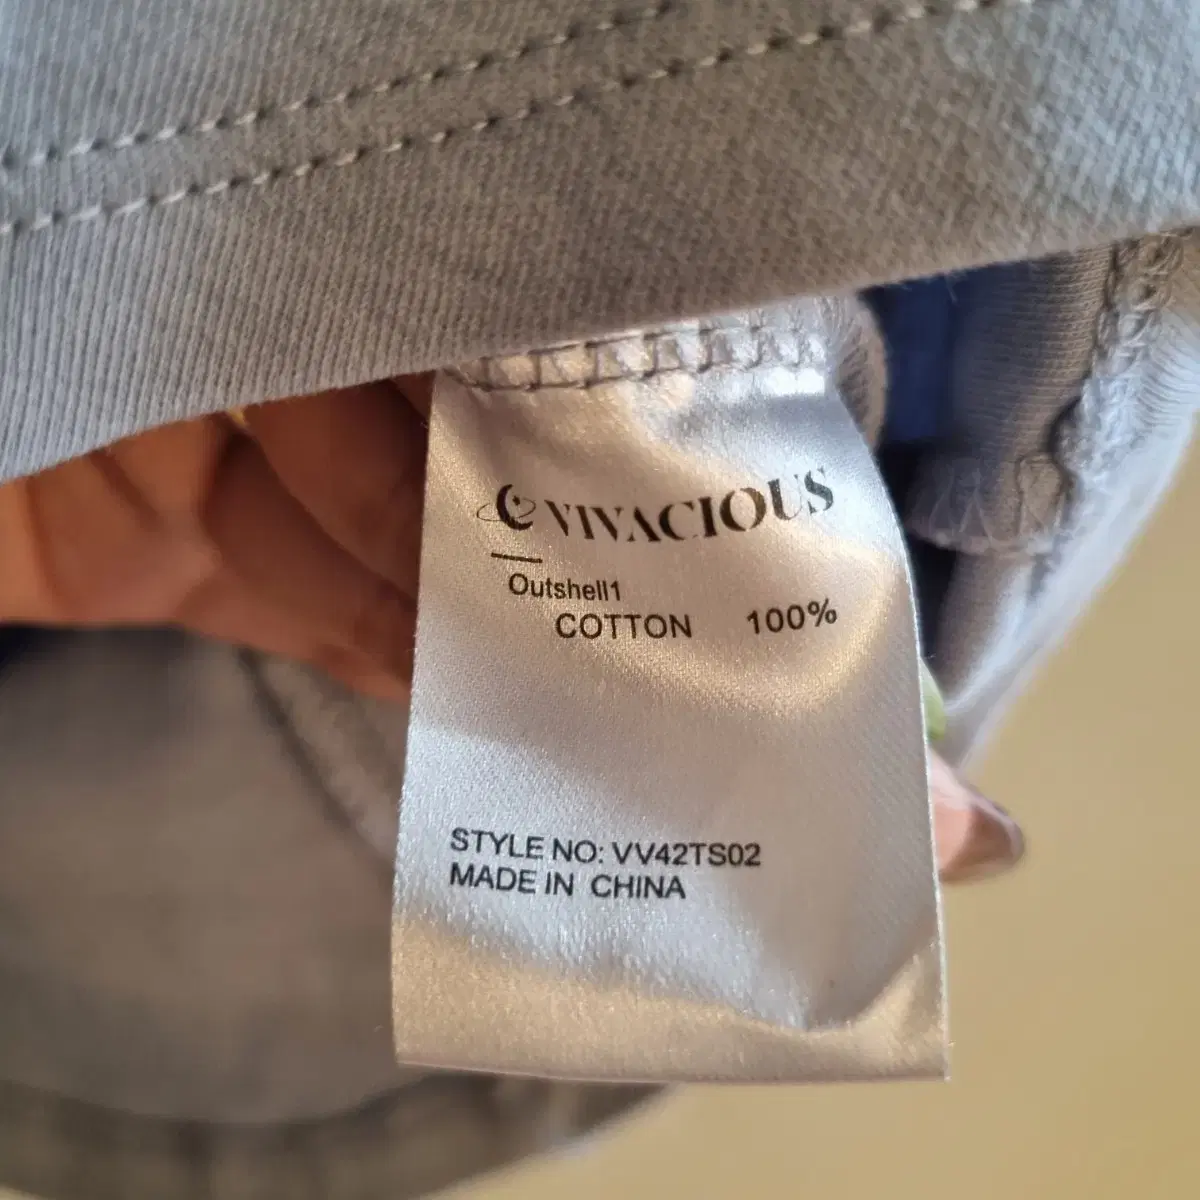 VIVACIOUS
Outshell1
COTTON 100%
STYLE NO: VV42TS02
MADE IN CHINA